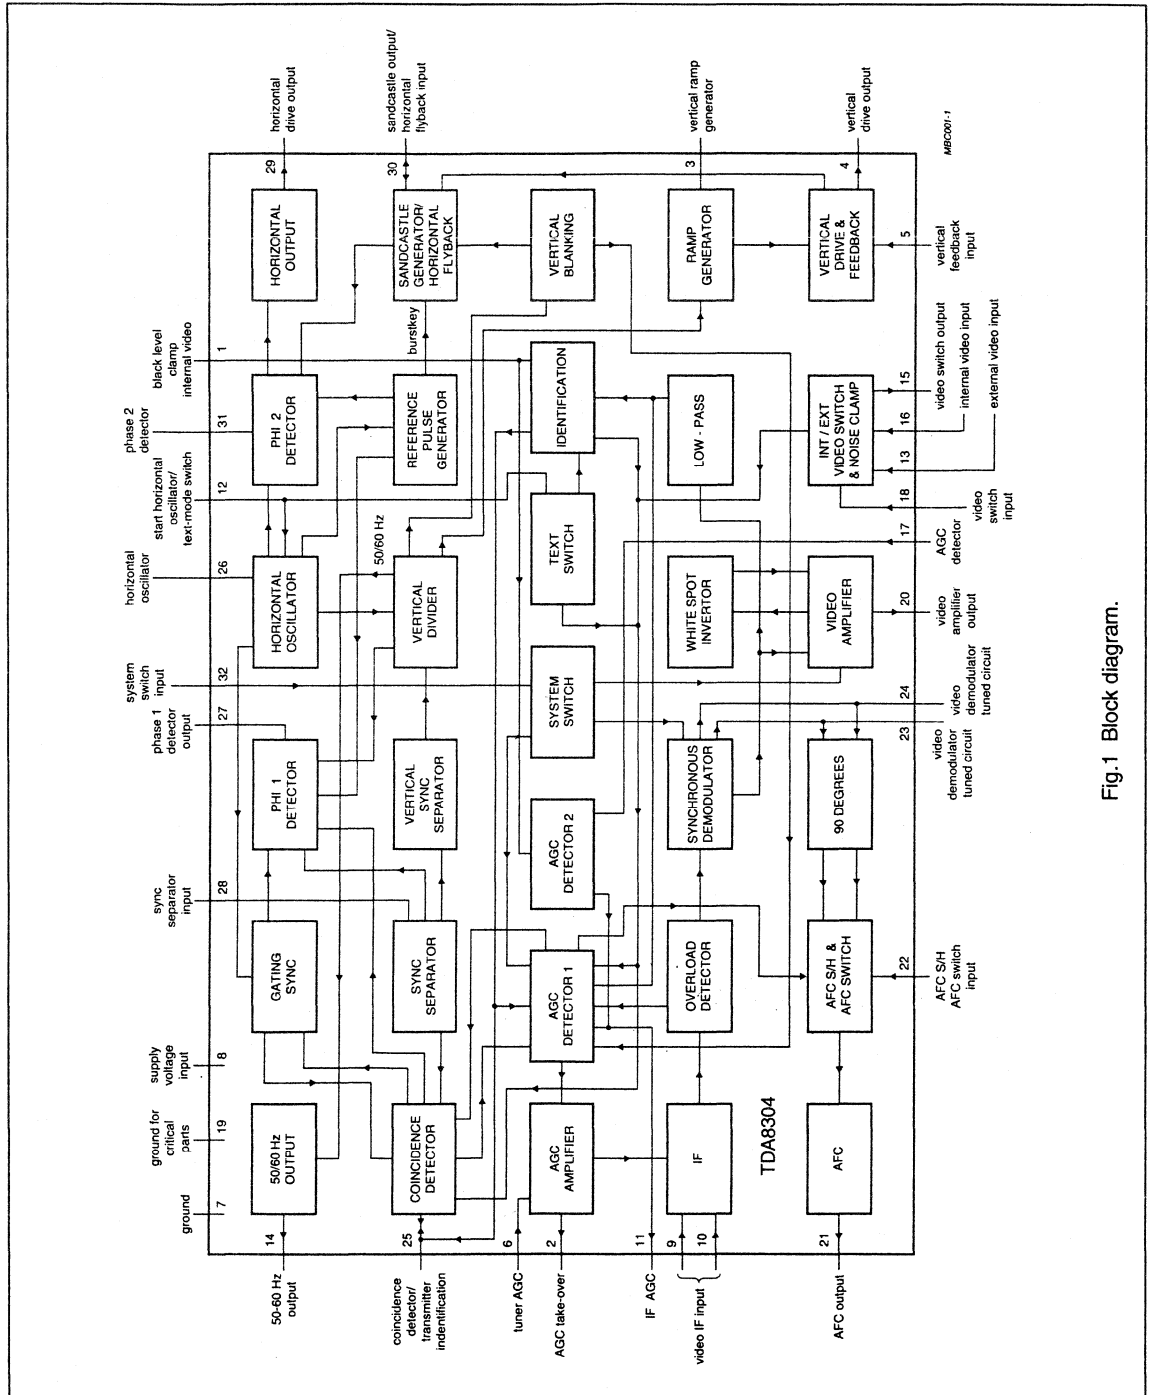 ground
7
ground for
critical
parts
19
supply
voltage
input
8
sync
separator
input
28
phase 1
detector
output
27
system
switch
input
32
horizontal
oscillator
26
start horizontal
oscillator/
text-mode switch
12
phase 2
detector
31
black level
clamp
internal video
1
50-60 Hz
output
14
50/60 Hz
OUTPUT
GATING
SYNC
PHI 1
DETECTOR
HORIZONTAL
OSCILLATOR
PHI 2
DETECTOR
HORIZONTAL
OUTPUT
29
horizontal
drive output
coincidence
detector/
transmitter
indentification
25
COINCIDENCE
DETECTOR
SYNC
SEPARATOR
VERTICAL
SYNC
SEPARATOR
50/60 Hz
VERTICAL
DIVIDER
REFERENCE
PULSE
GENERATOR
burstkey
SANDCASTLE
GENERATOR/
HORIZONTAL
FLYBACK
30
sandcastle output/
horizontal
flyback input
tuner AGC
6
AGC take-over
2
AGC
AMPLIFIER
AGC
DETECTOR 1
AGC
DETECTOR 2
SYSTEM
SWITCH
TEXT
SWITCH
IDENTIFICATION
VERTICAL
BLANKING
IF AGC
11
video IF input
9
10
IF
OVERLOAD
DETECTOR
SYNCHRONOUS
DEMODULATOR
WHITE SPOT
INVERTOR
LOW - PASS
RAMP
GENERATOR
3
vertical ramp
generator
TDA8304
AFC output
21
AFC
AFC S/H &
AFC SWITCH
90 DEGREES
VIDEO
AMPLIFIER
INT / EXT
VIDEO SWITCH
& NOISE CLAMP
VERTICAL
DRIVE &
FEEDBACK
4
vertical
drive output
22
AFC S/H
AFC switch
input
23
video
demodulator
tuned circuit
24
video
demodulator
tuned circuit
20
video
amplifier
output
17
AGC
detector
18
video
switch
input
13
external video input
16
internal video input
15
video switch output
5
vertical
feedback
input
MBC001-1
Fig.1 Block diagram.